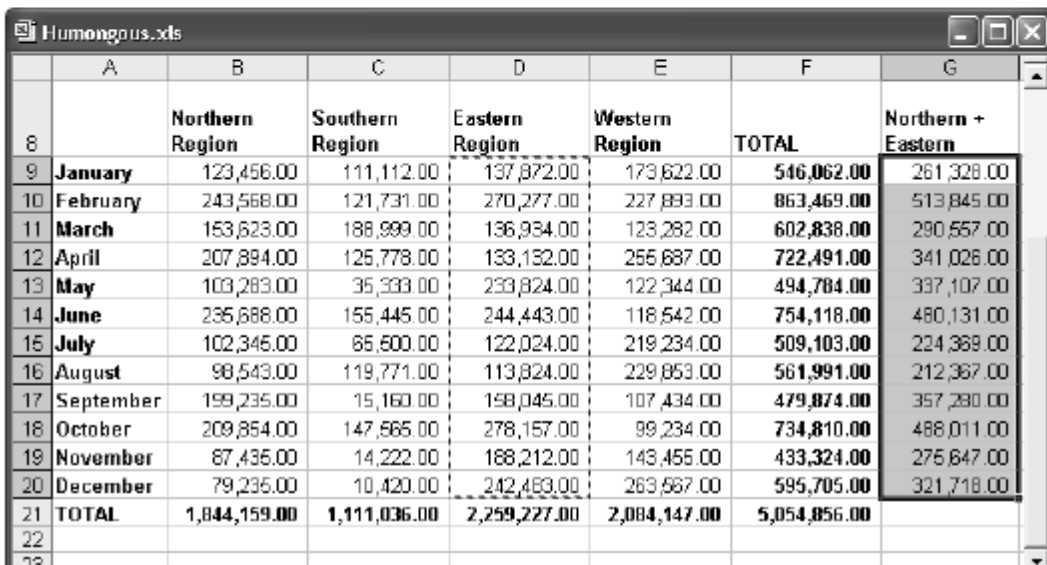 Humongous.xls
A B C D E F G
Northern Southern Eastern Western Northern +
8 Region Region Region Region TOTAL Eastern
9 January 123,456.00 111,112.00 137,872.00 173,622.00 546,062.00 261,328.00
10 February 243,568.00 121,731.00 270,277.00 227,893.00 863,469.00 513,845.00
11 March 153,623.00 188,999.00 136,934.00 123,282.00 602,838.00 290,557.00
12 April 207,894.00 125,778.00 133,132.00 255,687.00 722,491.00 341,026.00
13 May 103,283.00 35,333.00 233,824.00 122,344.00 494,784.00 337,107.00
14 June 235,688.00 155,445.00 244,443.00 118,542.00 754,118.00 480,131.00
15 July 102,345.00 65,500.00 122,024.00 219,234.00 509,103.00 224,369.00
16 August 98,543.00 119,771.00 113,824.00 229,853.00 561,991.00 212,367.00
17 September 199,235.00 15,160.00 158,045.00 107,434.00 479,874.00 357,280.00
18 October 209,854.00 147,565.00 278,157.00 99,234.00 734,810.00 488,011.00
19 November 87,435.00 14,222.00 188,212.00 143,455.00 433,324.00 275,647.00
20 December 79,235.00 10,420.00 242,483.00 263,567.00 595,705.00 321,718.00
21 TOTAL 1,844,159.00 1,111,036.00 2,259,227.00 2,084,147.00 5,054,856.00
22
23